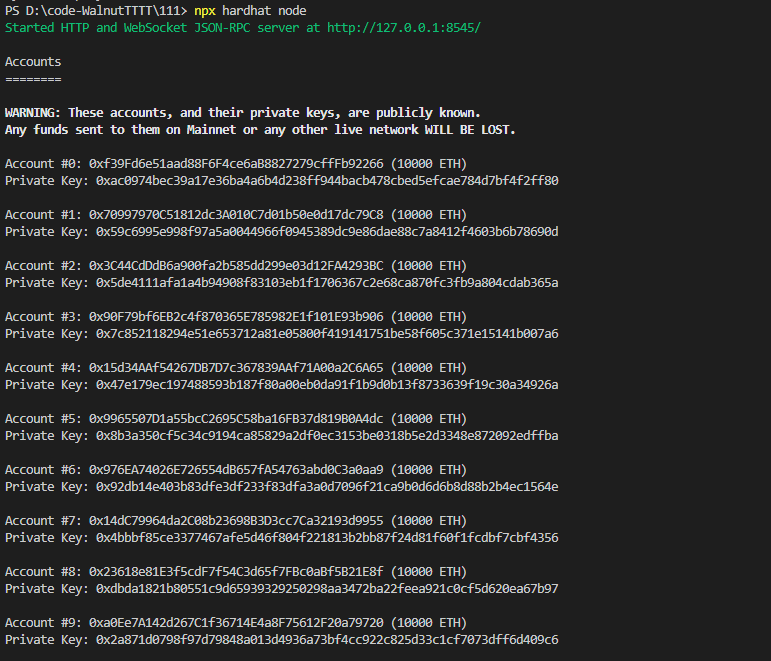 PS D:\code-WalnutTTTT\111> npx hardhat node
Started HTTP and WebSocket JSON-RPC server at http://127.0.0.1:8545/
Accounts
========
WARNING: These accounts, and their private keys, are publicly known.
Any funds sent to them on Mainnet or any other live network WILL BE LOST.
Account #0: 0xf39Fd6e51aad88F6F4ce6aB8827279cffFb92266 (10000 ETH)
Private Key: 0xac0974bec39a17e36ba4a6b4d238ff944bacb478cbed5efcae784d7bf4f2ff80
Account #1: 0x70997970C51812dc3A010C7d01b50e0d17dc79C8 (10000 ETH)
Private Key: 0x59c6995e998f97a5a0044966f0945389dc9e86dae88c7a8412f4603b6b78690d
Account #2: 0x3C44CdDdB6a900fa2b585dd299e03d12FA4293BC (10000 ETH)
Private Key: 0x5de4111afa1a4b94908f83103eb1f1706367c2e68ca870fc3fb9a804cdab365a
Account #3: 0x90F79bf6EB2c4f870365E785982E1f101E93b906 (10000 ETH)
Private Key: 0x7c852118294e51e653712a81e05800f419141751be58f605c371e15141b007a6
Account #4: 0x15d34AAf54267DB7D7c367839AAf71A00a2C6A65 (10000 ETH)
Private Key: 0x47e179ec197488593b187f80a00eb0da91f1b9d0b13f8733639f19c30a34926a
Account #5: 0x9965507D1a55bcC2695C58ba16FB37d819B0A4dc (10000 ETH)
Private Key: 0x8b3a350cf5c34c9194ca85829a2df0ec3153be0318b5e2d3348e872092edffba
Account #6: 0x976EA74026E726554dB657fA54763abd0C3a0aa9 (10000 ETH)
Private Key: 0x92db14e403b83dfe3df233f83dfa3a0d7096f21ca9b0d6d6b8d88b2b4ec1564e
Account #7: 0x14dC79964da2C08b23698B3D3cc7Ca32193d9955 (10000 ETH)
Private Key: 0x4bbbf85ce3377467afe5d46f804f221813b2bb87f24d81f60f1fcdbf7cbf4356
Account #8: 0x23618e81E3f5cdF7f54C3d65f7FBc0aBf5B21E8f (10000 ETH)
Private Key: 0xdbda1821b80551c9d65939329250298aa3472ba22feea921c0cf5d620ea67b97
Account #9: 0xa0Ee7A142d267C1f36714E4a8F75612F20a79720 (10000 ETH)
Private Key: 0x2a871d0798f97d79848a013d4936a73bf4cc922c825d33c1cf7073dff6d409c6